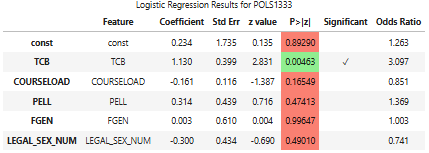 Logistic Regression Results for POLS1333
Feature Coefficient Std Err z value P>|z| Significant Odds Ratio
const const 0.234 1.735 0.135 0.89290 1.263
TCB TCB 1.130 0.399 2.831 0.00463 ✓ 3.097
COURSELOAD COURSELOAD -0.161 0.116 -1.387 0.16549 0.851
PELL PELL 0.314 0.439 0.716 0.47413 1.369
FGEN FGEN 0.003 0.610 0.004 0.99647 1.003
LEGAL_SEX_NUM LEGAL_SEX_NUM -0.300 0.434 -0.690 0.49010 0.741